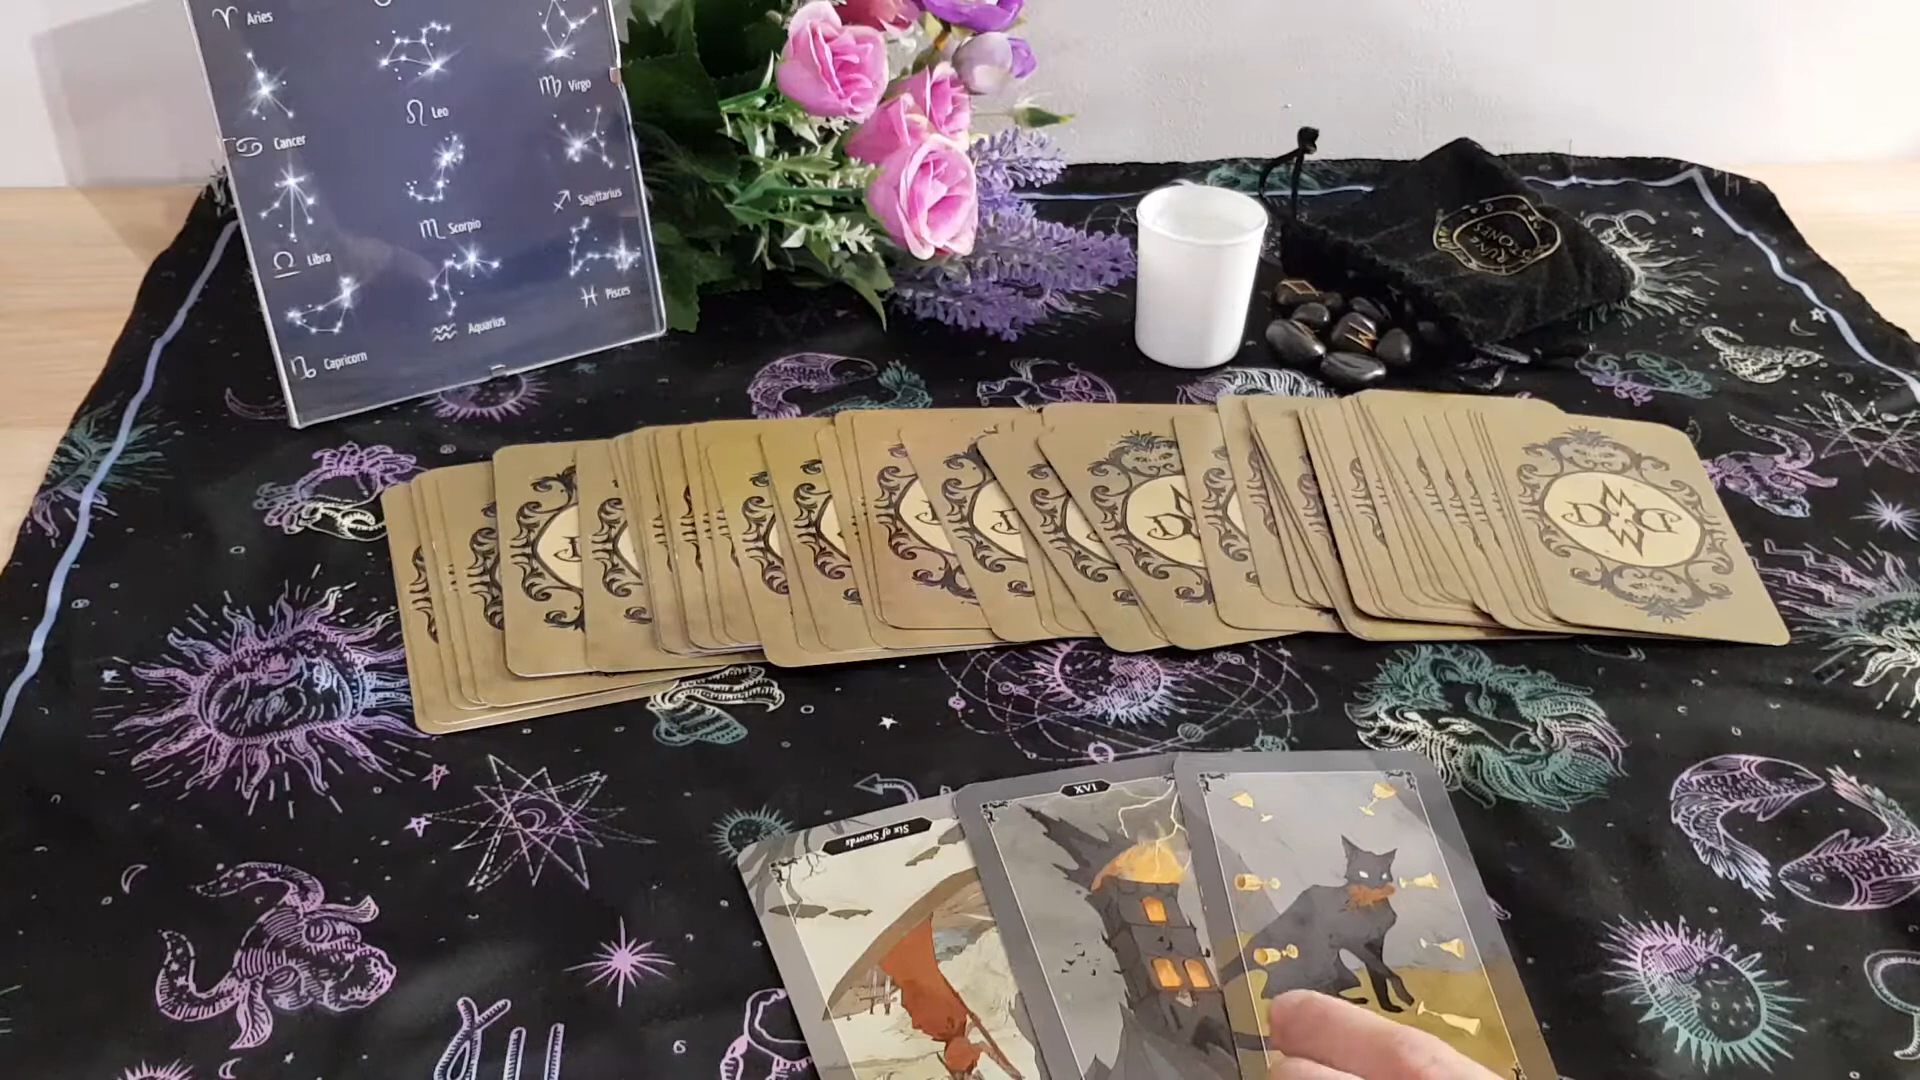 Aries
Cancer
Leo
Virgo
Libra
Scorpio
Sagittarius
Capricorn
Aquarius
Pisces
RUNE
STONES
Six of Swords
XVI